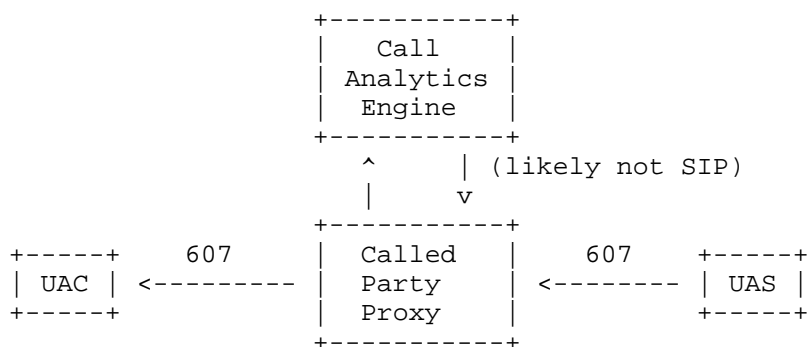 +-----------+
| Call |
| Analytics |
| Engine |
+-----------+
^ | (likely not SIP)
| v
+-----------+
+-----+ 607 | Called | 607 +-----+
| UAC | <--------- | Party | <-------- | UAS |
+-----+ | Proxy | +-----+
+-----------+